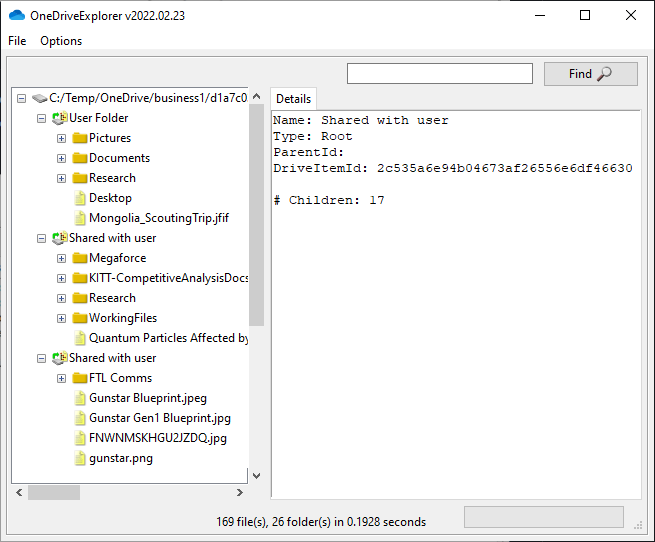 OneDriveExplorer v2022.02.23
File Options
Find
C:/Temp/OneDrive/business1/d1a7c0
User Folder
Pictures
Documents
Research
Desktop
Mongolia_ScoutingTrip.jfif
Shared with user
Megaforce
KITT-CompetitiveAnalysisDocs
Research
WorkingFiles
Quantum Particles Affected by
Shared with user
FTL Comms
Gunstar Blueprint.jpeg
Gunstar Gen1 Blueprint.jpg
FNWNMSKHGU2JZDQ.jpg
gunstar.png
Details
Name: Shared with user
Type: Root
ParentId:
DriveItemId: 2c535a6e94b04673af26556e6df46630
# Children: 17
169 file(s), 26 folder(s) in 0.1928 seconds